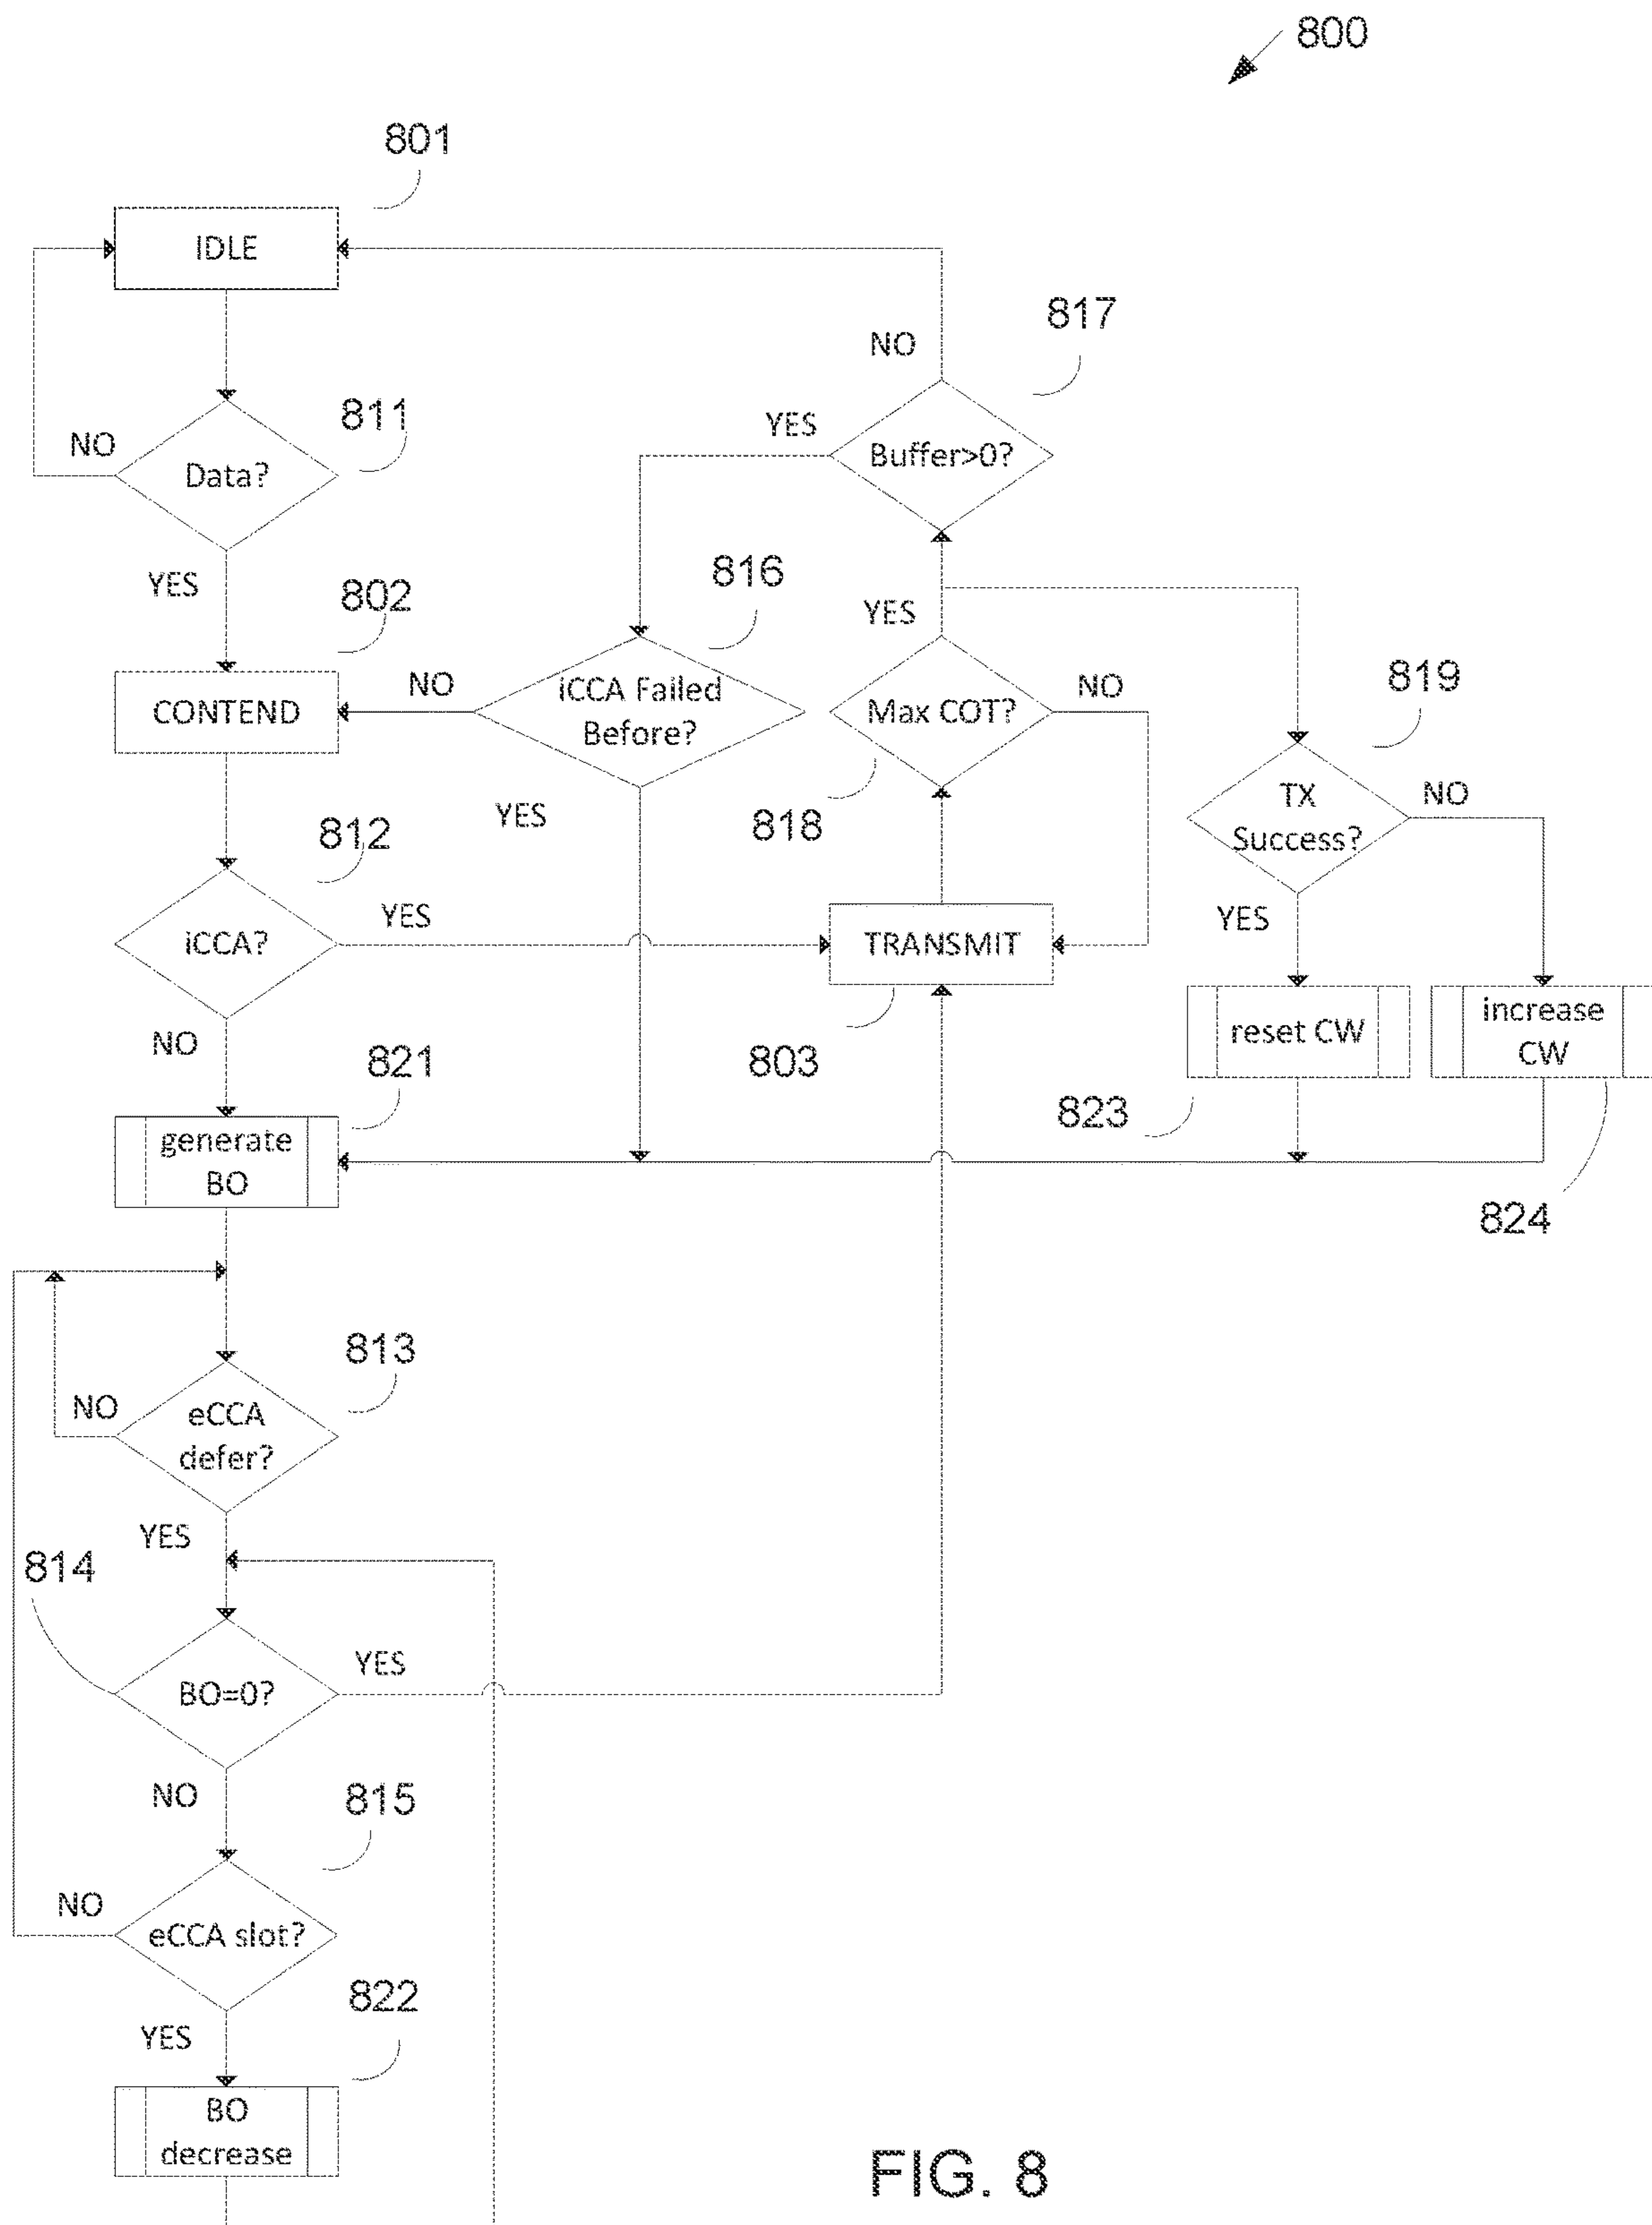 800
801
IDLE
817
NO
811
YES
Buffer>0?
NO
Data?
816
YES
802
YES
819
NO
iCCA Failed
Before?
NO
CONTEND
Max COT?
YES
818
TX
Success?
NO
812
YES
YES
iCCA?
TRANSMIT
reset CW
increase
CW
NO
821
803
823
generate
BO
824
813
NO
eCCA
defer?
YES
814
YES
BO=0?
NO
815
NO
eCCA slot?
822
YES
BO
decrease
FIG. 8